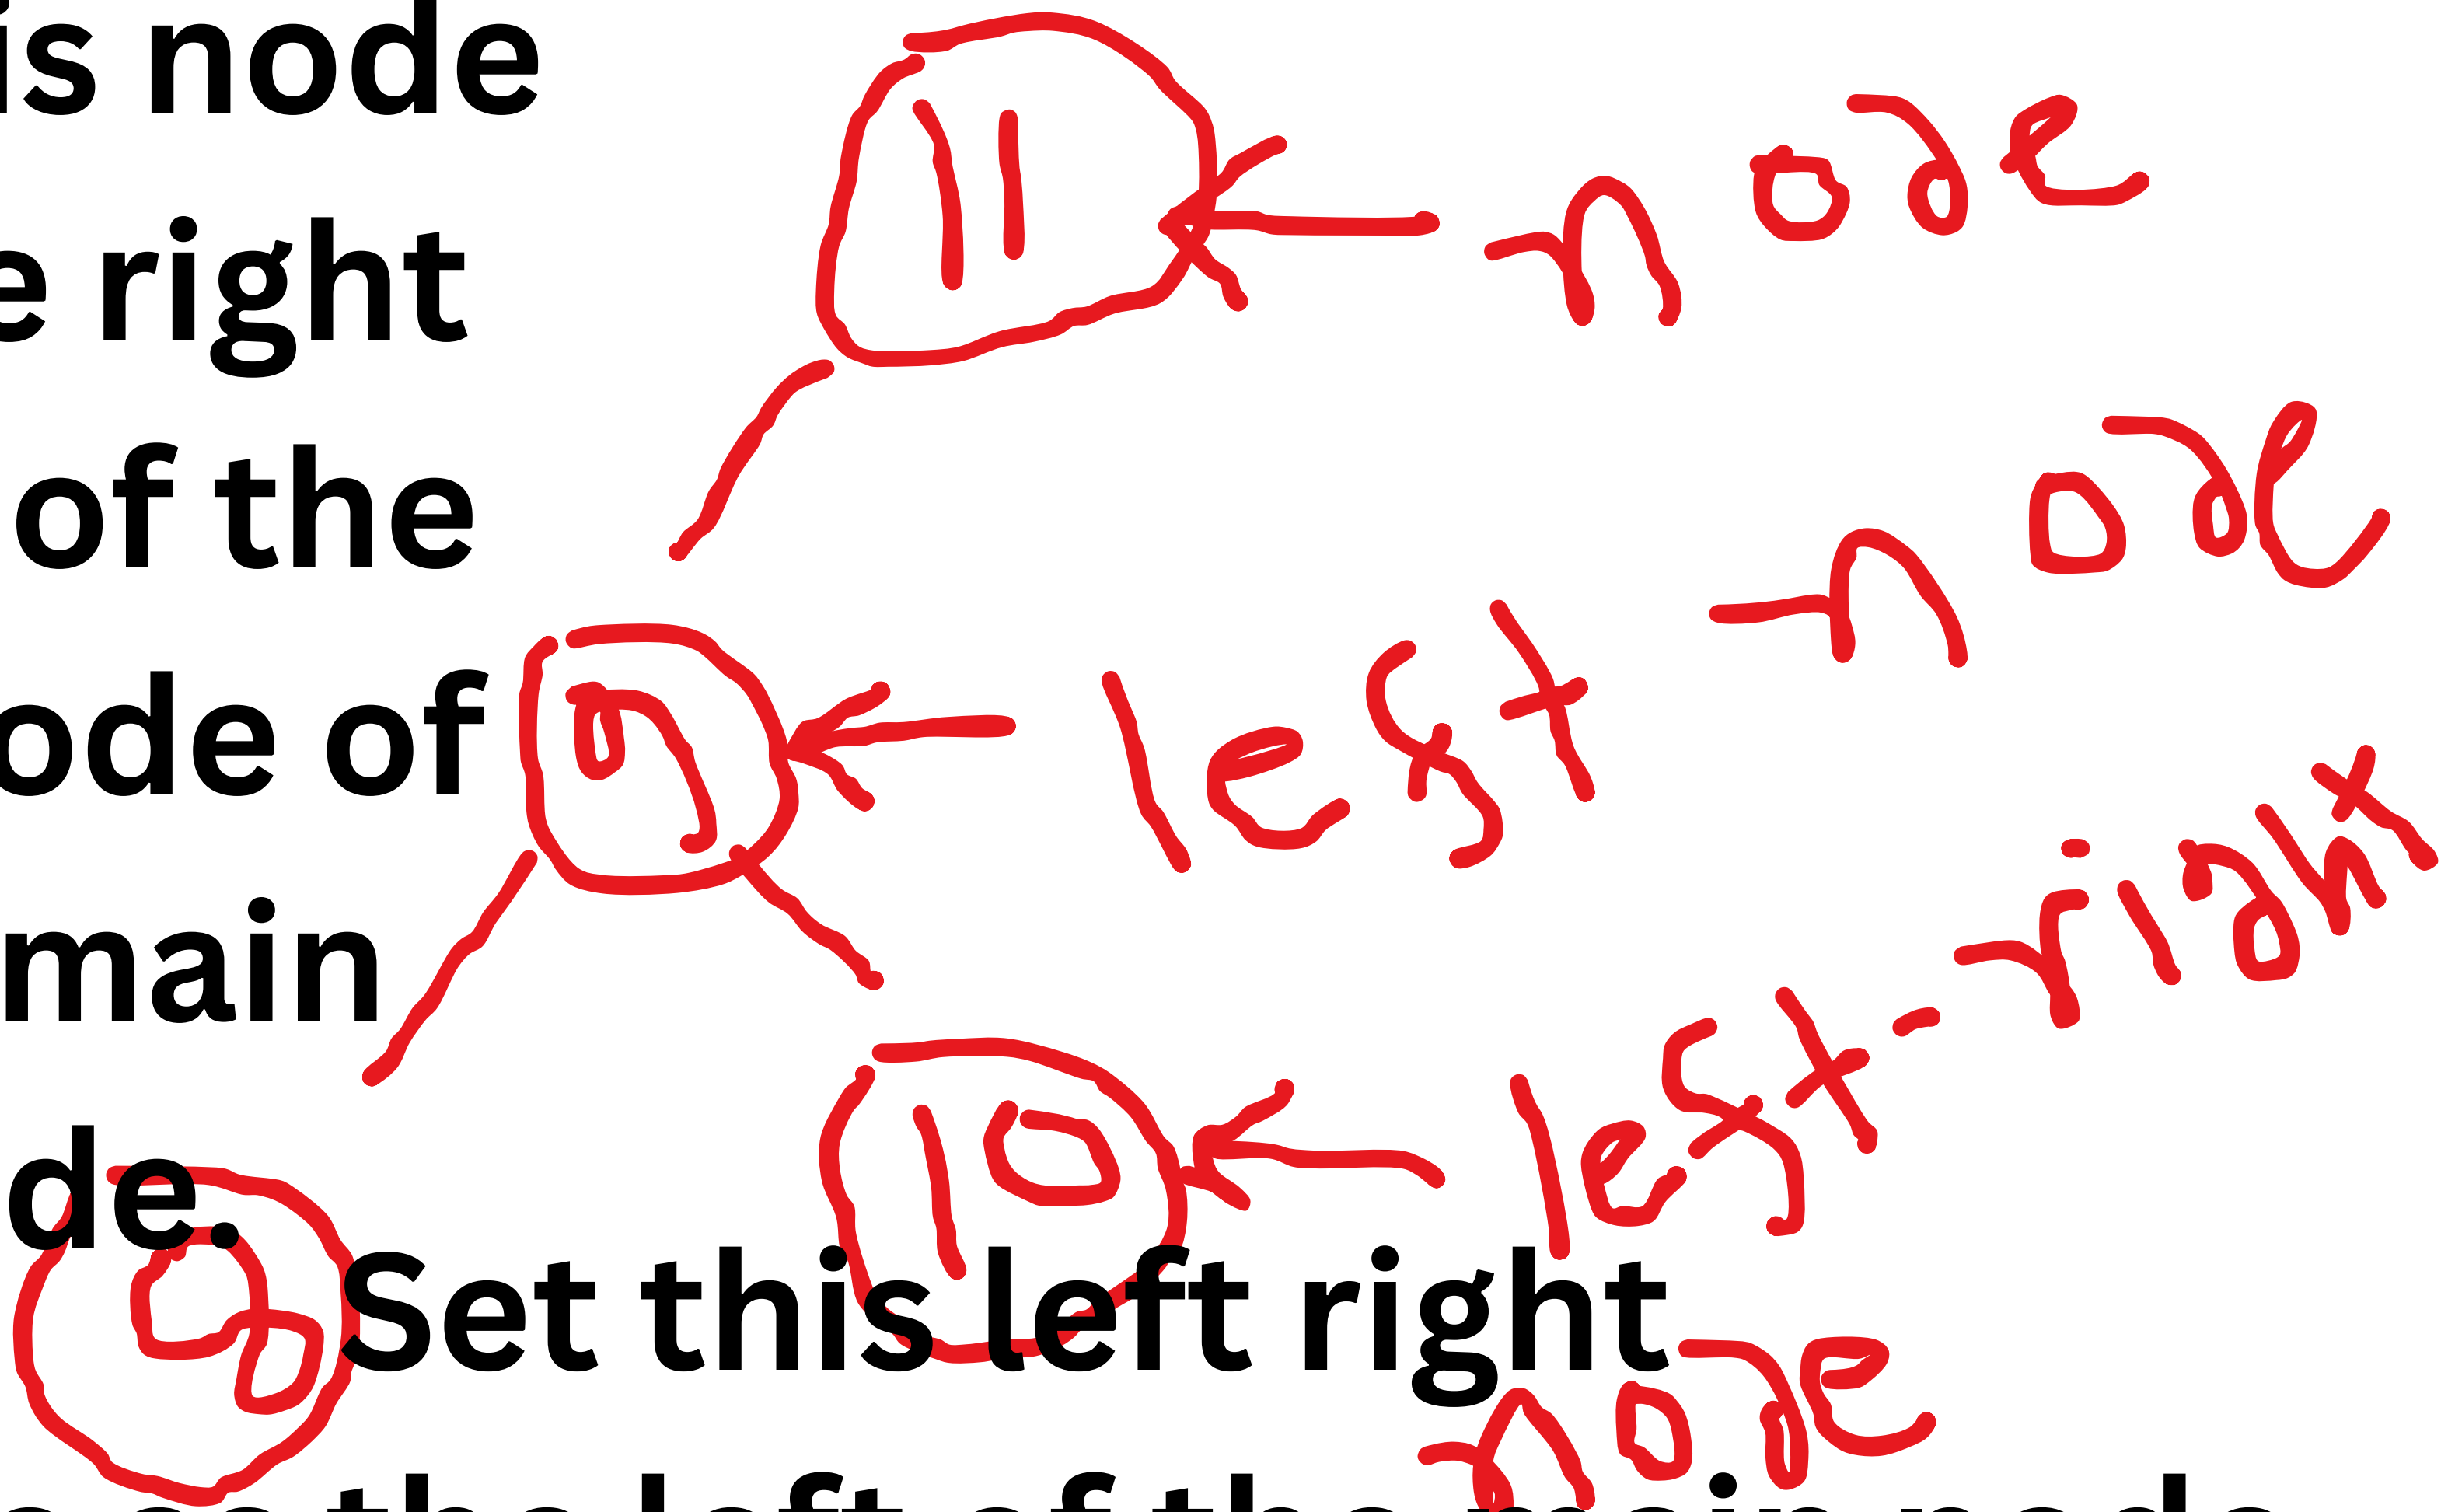 is node
node
11
right
of the
left node
ode of
9
main
left-right
10
de.
8
Set this left right
node